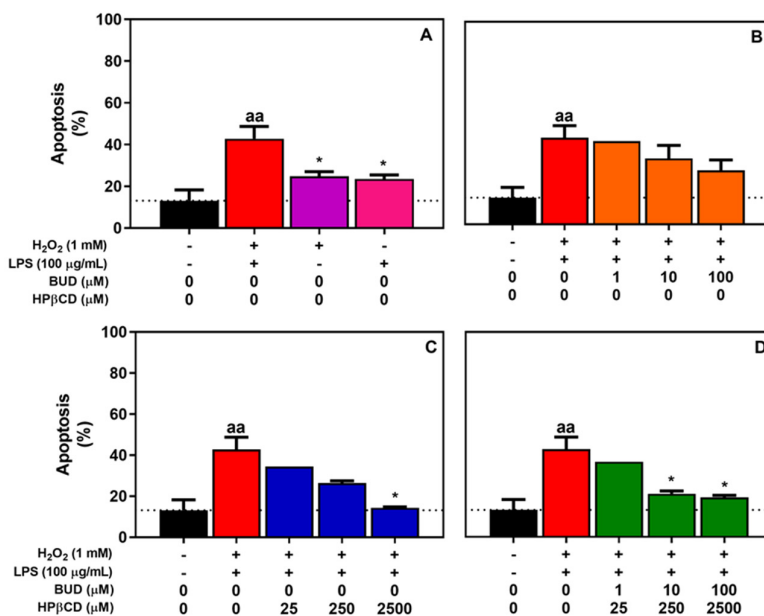 A
B
100
80
60
40
20
0
Apoptosis
(%)
aa
*
*
aa
H₂O₂ (1 mM) - + + - - + + + +
LPS (100 µg/mL) - + - + - + + + +
BUD (µM) 0 0 0 0 0 0 1 10 100
HPβCD (µM) 0 0 0 0 0 0 0 0 0
C
D
100
80
60
40
20
0
Apoptosis
(%)
aa
*
aa
*
*
H₂O₂ (1 mM) - + + + + - + + + +
LPS (100 µg/mL) - + + + + - + + + +
BUD (µM) 0 0 0 0 0 0 0 1 10 100
HPβCD (µM) 0 0 25 250 2500 0 0 25 250 2500